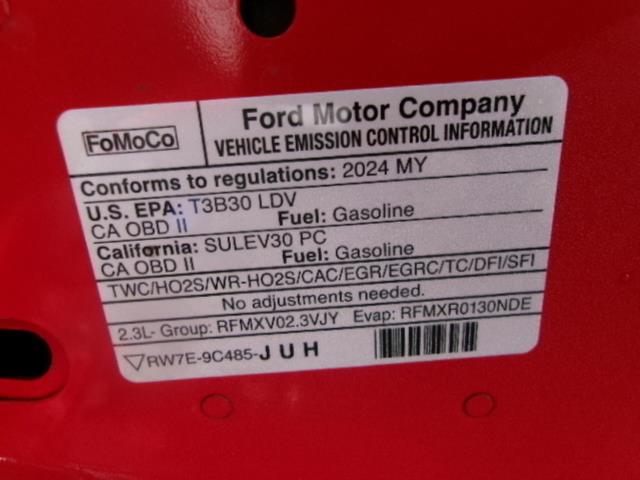 FoMoCo
Ford Motor Company
VEHICLE EMISSION CONTROL INFORMATION
Conforms to regulations: 2024 MY
U.S. EPA: T3B30 LDV
CA OBD II Fuel: Gasoline
California: SULEV30 PC
CA OBD II Fuel: Gasoline
TWC/HO2S/WR-HO2S/CAC/EGR/EGRC/TC/DFI/SFI
No adjustments needed.
2.3L- Group: RFMXV02.3VJY Evap: RFMXR0130NDE
RW7E-9C485-J U H